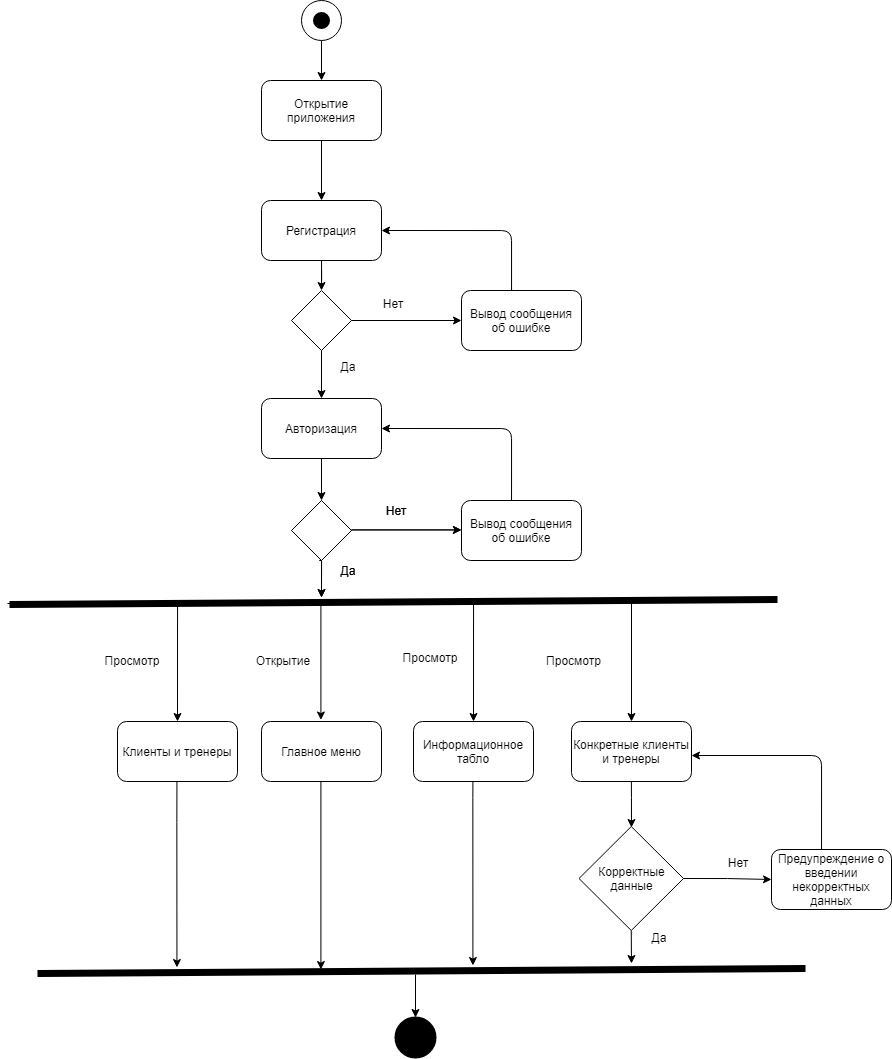 Открытие
приложения
Регистрация
Нет
Вывод сообщения
об ошибке
Да
Авторизация
Нет
Вывод сообщения
об ошибке
Да
Просмотр
Открытие
Просмотр
Просмотр
Клиенты и тренеры
Главное меню
Информационное
табло
Конкретные клиенты
и тренеры
Корректные
данные
Нет
Предупреждение о
введении
некорректных
данных
Да